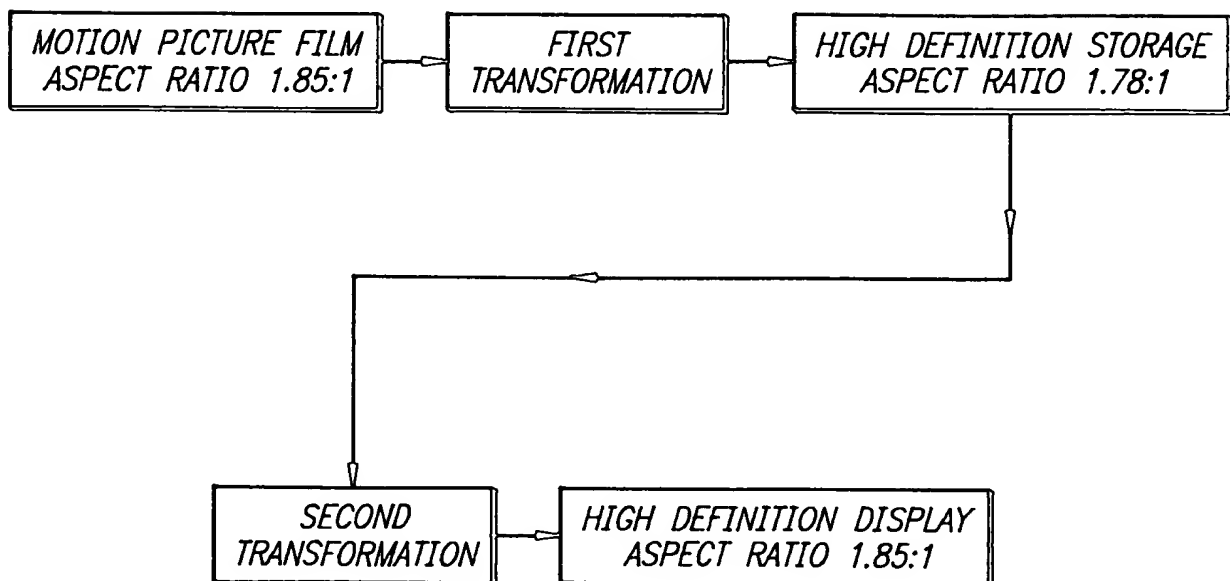 MOTION PICTURE FILM
ASPECT RATIO 1.85:1
FIRST
TRANSFORMATION
HIGH DEFINITION STORAGE
ASPECT RATIO 1.78:1
SECOND
TRANSFORMATION
HIGH DEFINITION DISPLAY
ASPECT RATIO 1.85:1